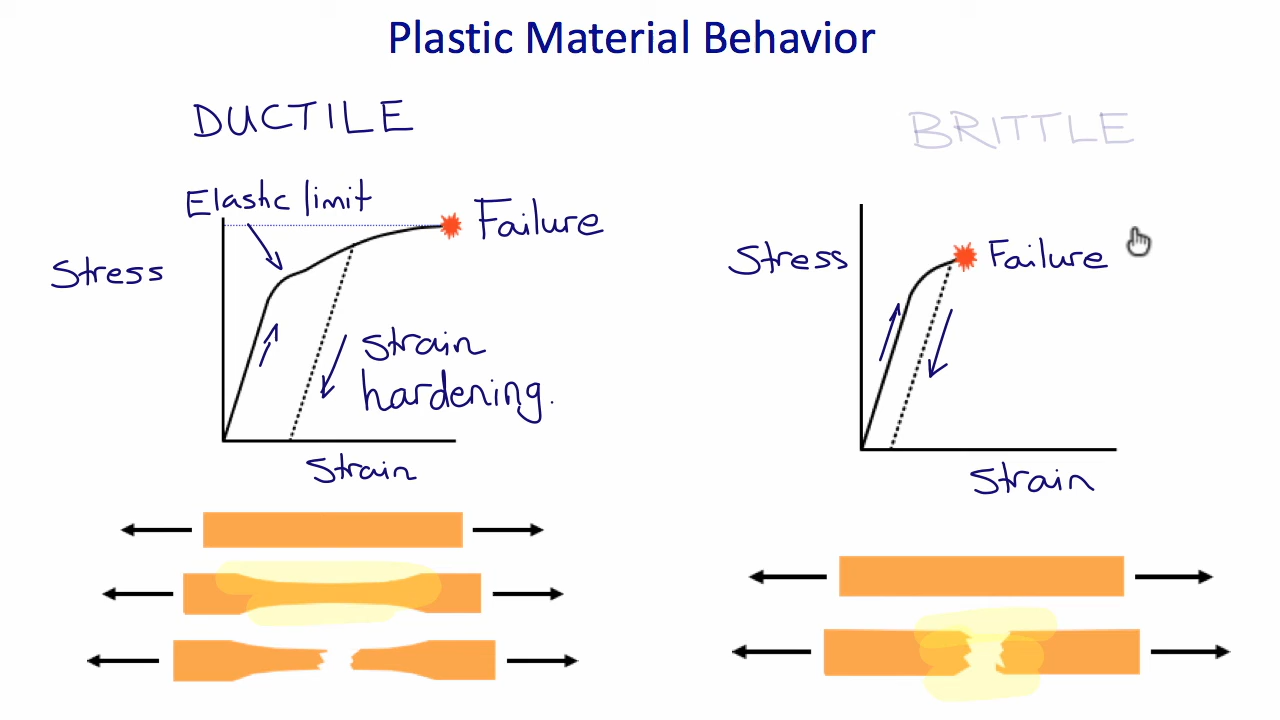 Plastic Material Behavior
DUCTILE
Elastic limit
Failure
Stress
strain
hardening.
Strain
BRITTLE
Stress
Failure
Strain